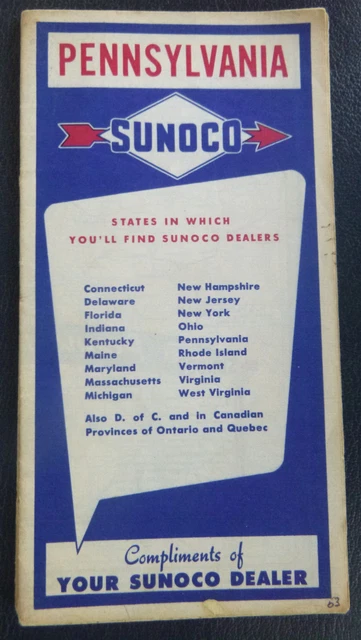 PENNSYLVANIA
SUNOCO
STATES IN WHICH
YOU'LL FIND SUNOCO DEALERS
Connecticut
Delaware
Florida
Indiana
Kentucky
Maine
Maryland
Massachusetts
Michigan
New Hampshire
New Jersey
New York
Ohio
Pennsylvania
Rhode Island
Vermont
Virginia
West Virginia
Also D. of C. and in Canadian
Provinces of Ontario and Quebec
Compliments of
YOUR SUNOCO DEALER
63